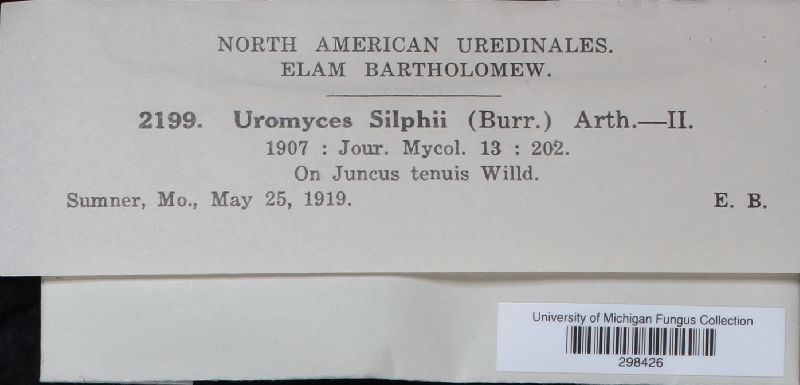 NORTH AMERICAN UREDINALES.
ELAM BARTHOLOMEW.
2199. Uromyces Silphii (Burr.) Arth.—II.
1907 : Jour. Mycol. 13 : 202.
On Juncus tenuis Willd.
Sumner, Mo., May 25, 1919. E. B.
University of Michigan Fungus Collection
298426